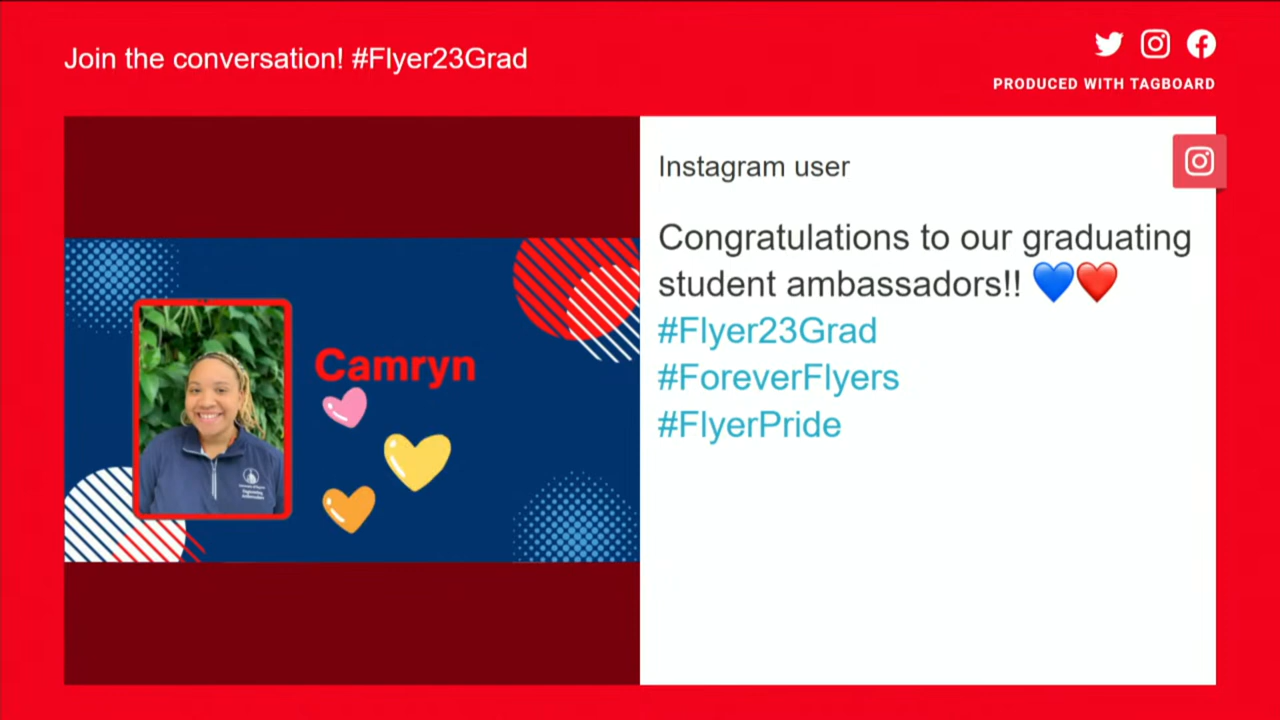 Join the conversation! #Flyer23Grad
PRODUCED WITH TAGBOARD
Camryn
Instagram user
Congratulations to our graduating
student ambassadors!! 💙❤️
#Flyer23Grad
#ForeverFlyers
#FlyerPride